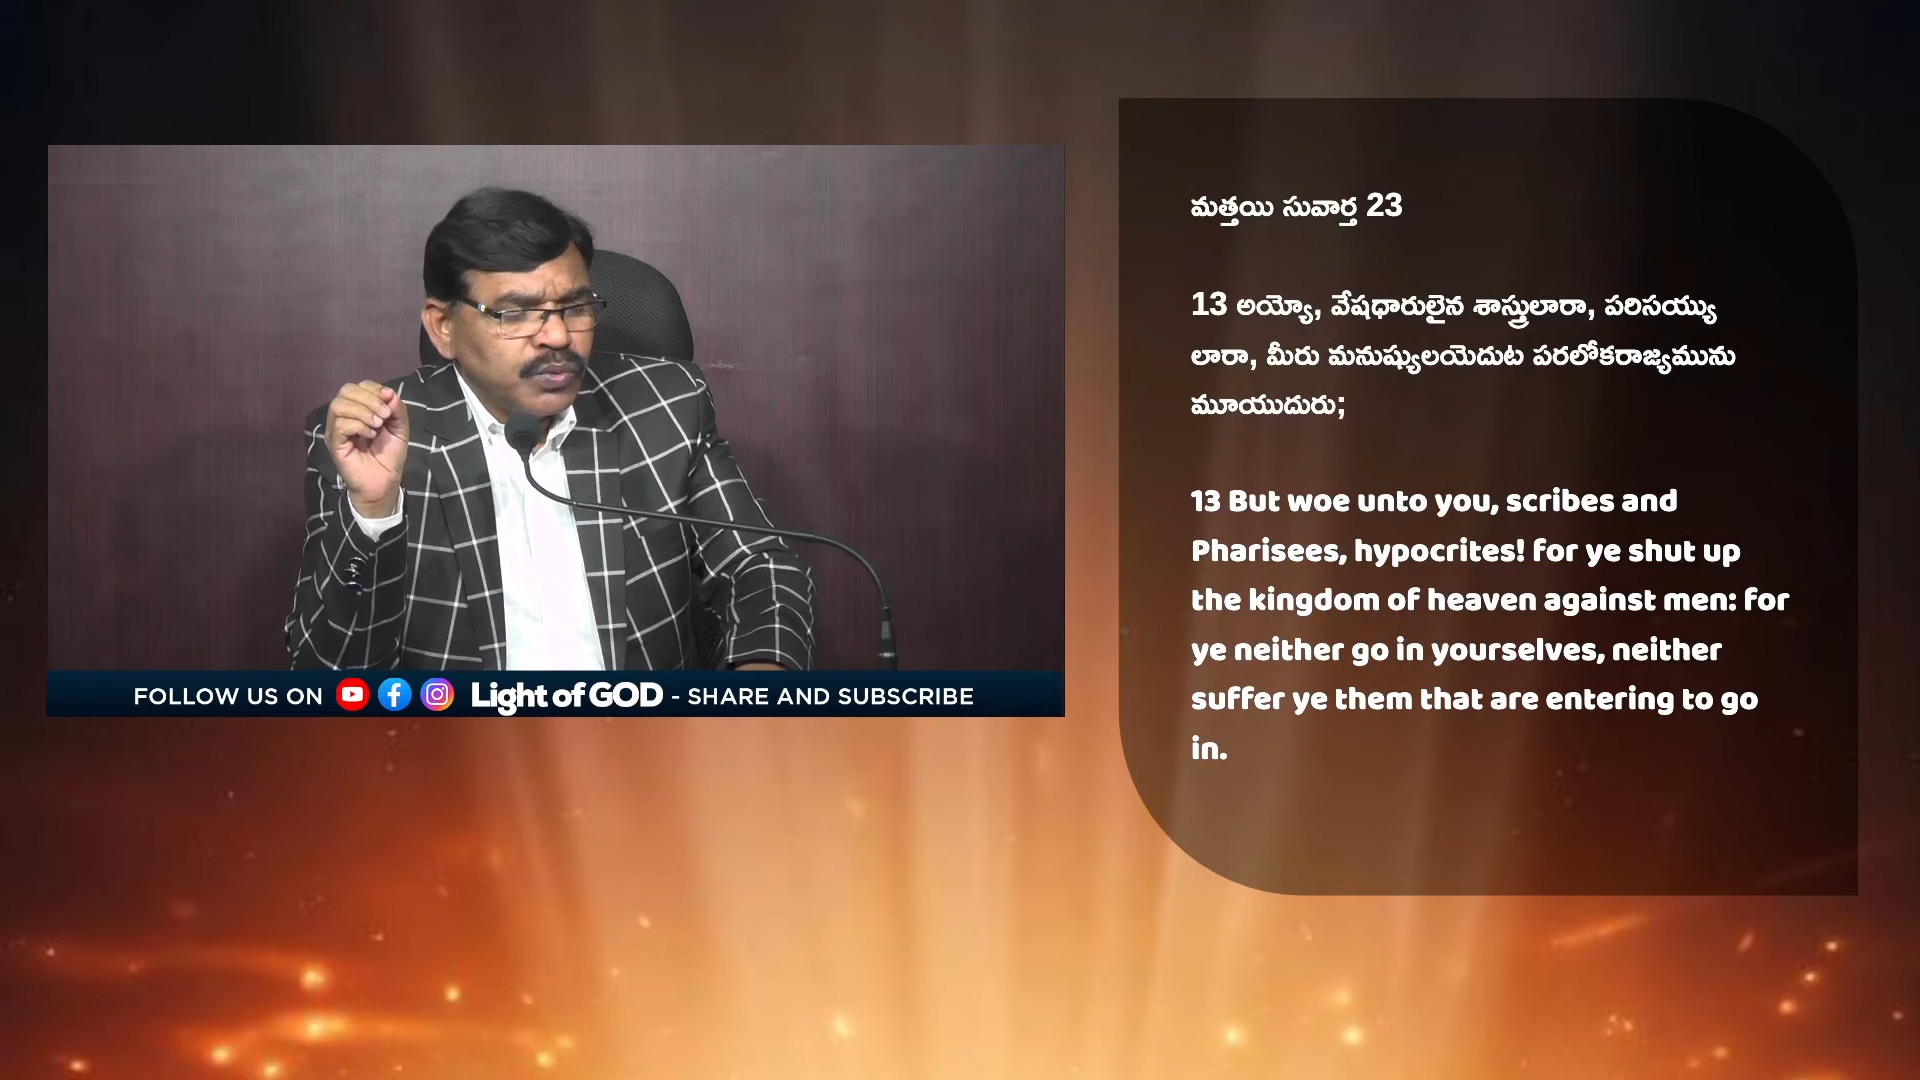 మత్తయి సువార్త 23
13 అయ్యో, వేషధారులైన శాస్త్రులారా, పరిసయ్యు
లారా, మీరు మనుష్యులయెదుట పరలోకరాజ్యమును
మూయుదురు;
13 But woe unto you, scribes and
Pharisees, hypocrites! for ye shut up
the kingdom of heaven against men: for
ye neither go in yourselves, neither
suffer ye them that are entering to go
in.
FOLLOW US ON Light of GOD - SHARE AND SUBSCRIBE